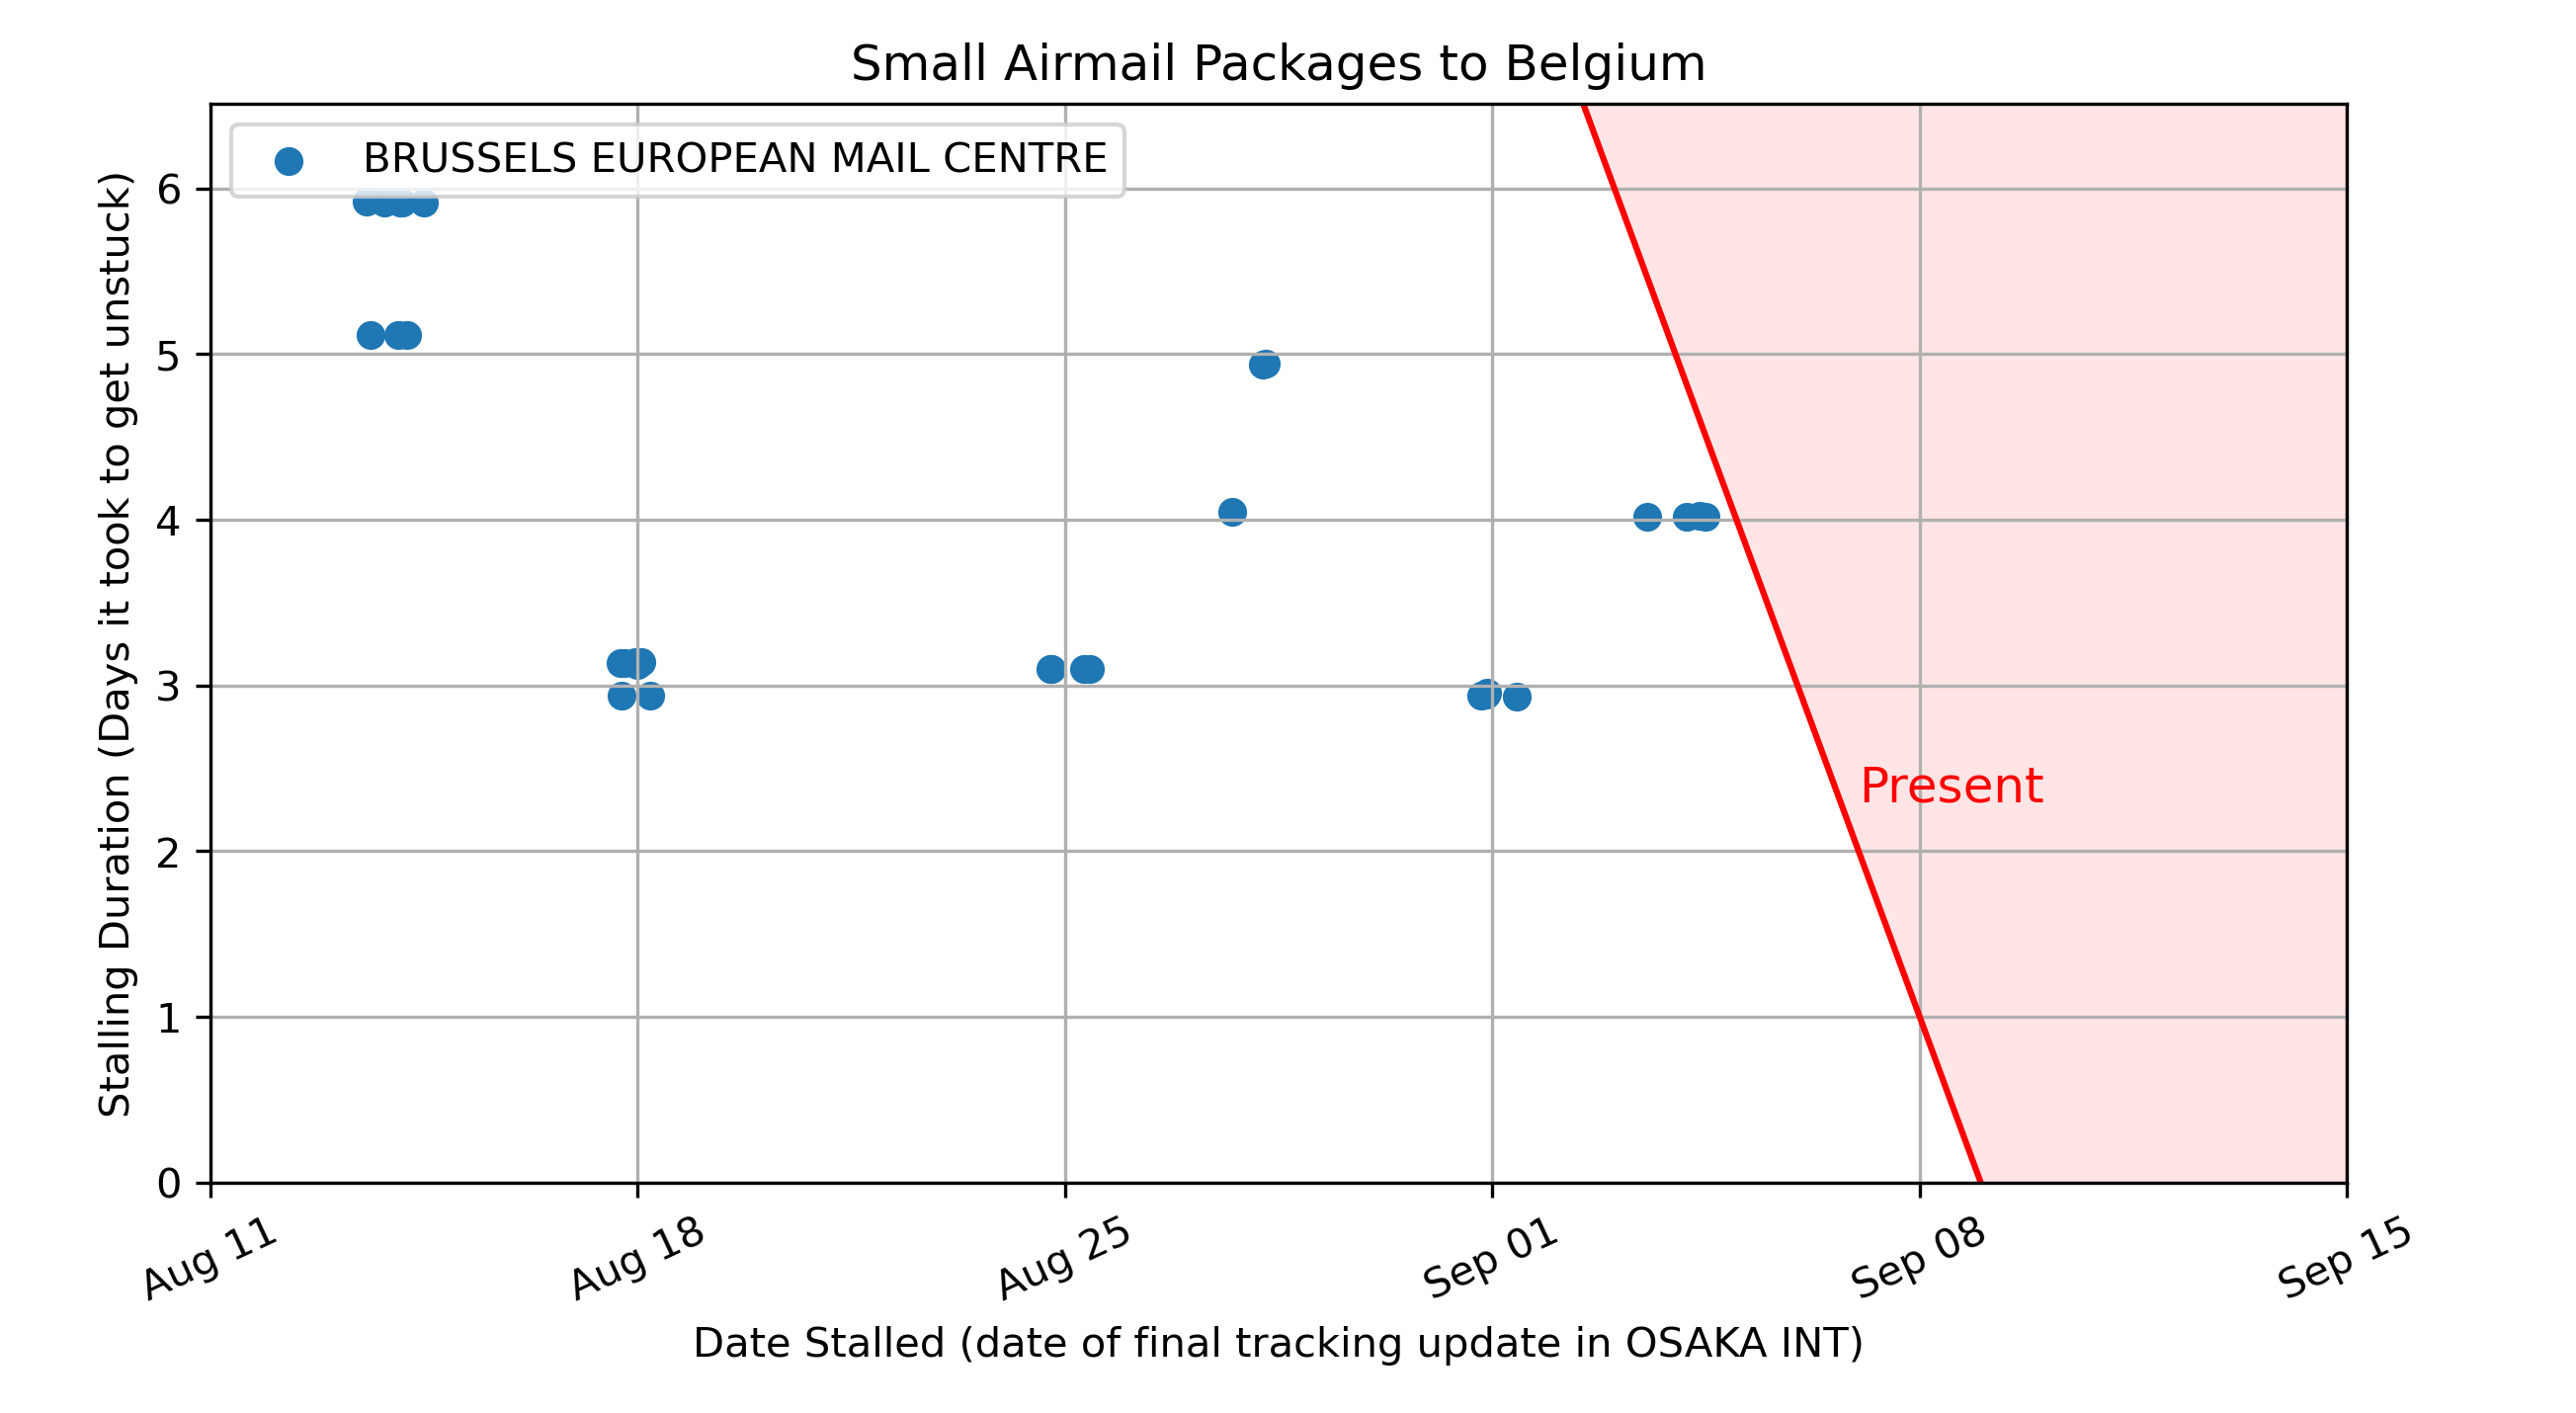 Small Airmail Packages to Belgium
BRUSSELS EUROPEAN MAIL CENTRE
Stalling Duration (Days it took to get unstuck)
6
5
4
3
2
1
0
Present
Aug 11
Aug 18
Aug 25
Sep 01
Sep 08
Sep 15
Date Stalled (date of final tracking update in OSAKA INT)